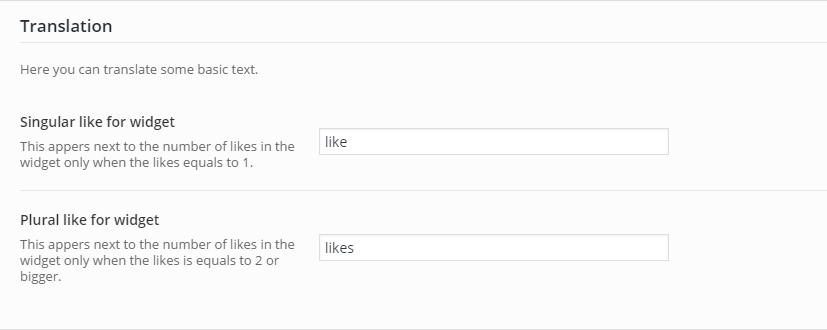 Translation
Here you can translate some basic text.
Singular like for widget
This appers next to the number of likes in the
widget only when the likes equals to 1.
like
Plural like for widget
This appers next to the number of likes in the
widget only when the likes is equals to 2 or
bigger.
likes